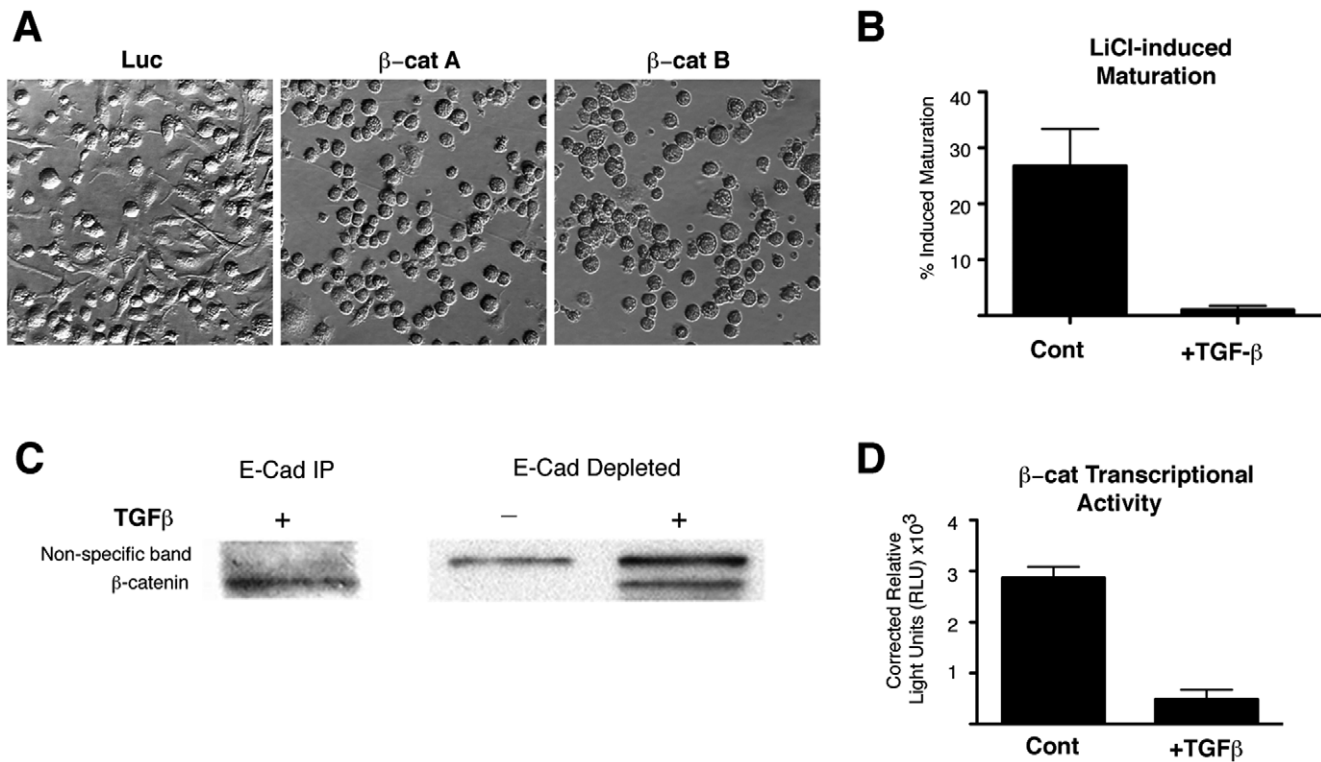 A
Luc
β-cat A
β-cat B
B
LiCl-induced
Maturation
% Induced Maturation
40
30
20
10
Cont
+TGF-β
C
E-Cad IP
E-Cad Depleted
TGFβ
+
−
+
Non-specific band
β-catenin
D
β-cat Transcriptional
Activity
Corrected Relative
Light Units (RLU) x10³
4
3
2
1
Cont
+TGFβ